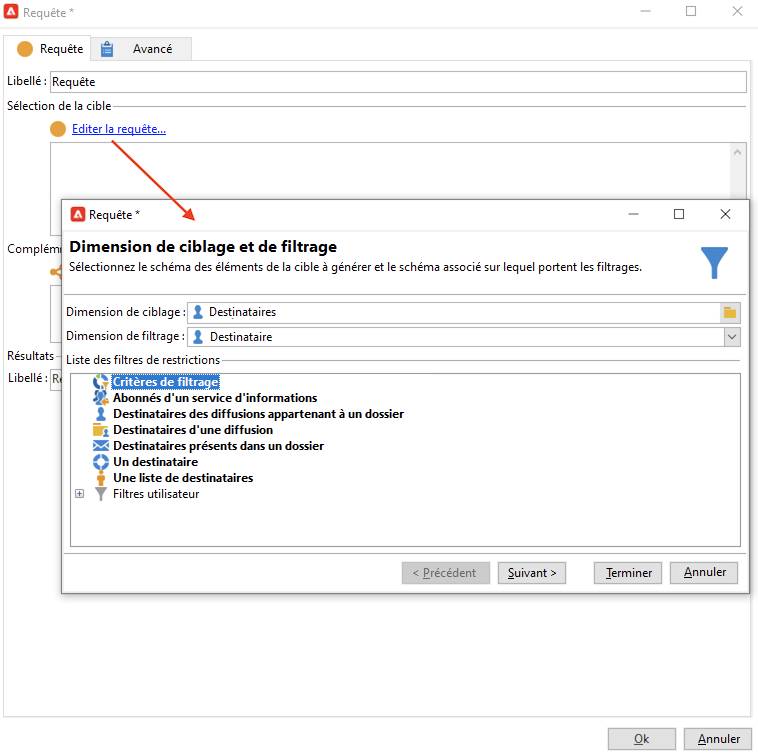 Requête *
Requête
Avancé
Libellé : Requête
Sélection de la cible
Editer la requête...
Requête *
Dimension de ciblage et de filtrage
Sélectionnez le schéma des éléments de la cible à générer et le schéma associé sur lequel portent les filtrages.
Dimension de ciblage : Destinataires
Dimension de filtrage : Destinataire
Liste des filtres de restrictions
Critères de filtrage
Abonnés d'un service d'informations
Destinataires des diffusions appartenant à un dossier
Destinataires d'une diffusion
Destinataires présents dans un dossier
Un destinataire
Une liste de destinataires
Filtres utilisateur
< Précédent
Suivant >
Terminer
Annuler
Résultats
Libellé :
Ok
Annuler